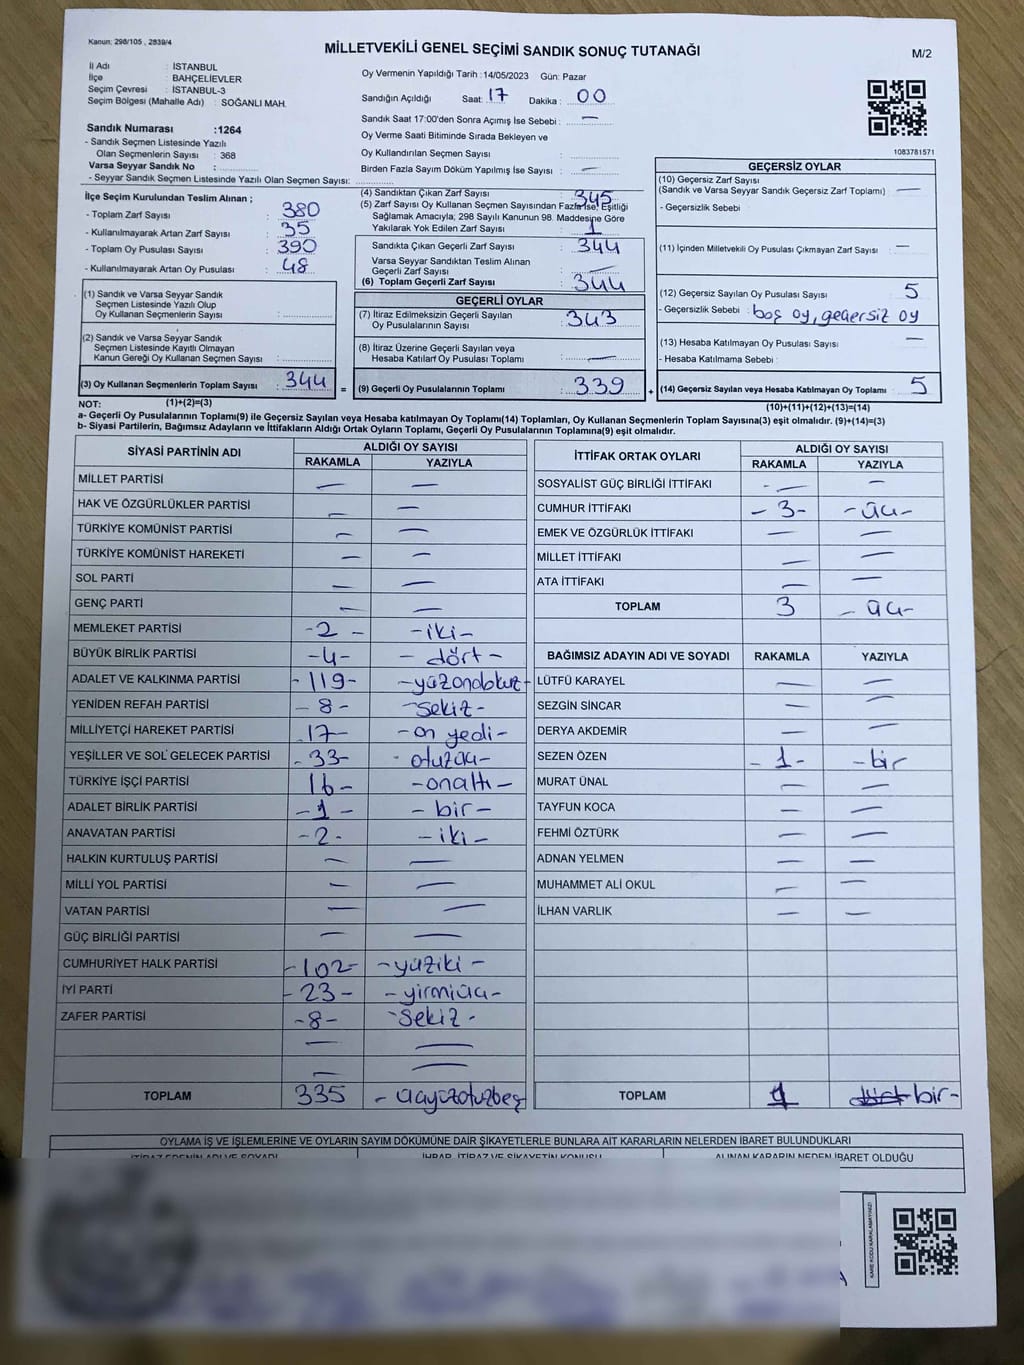 Kanun: 298/105 , 2839/4
MİLLETVEKİLİ GENEL SEÇİMİ SANDIK SONUÇ TUTANAĞI
M/2
İl Adı : İSTANBUL
İlçe : BAHÇELİEVLER
Seçim Çevresi : İSTANBUL-3
Seçim Bölgesi (Mahalle Adı) : SOĞANLI MAH.
Sandık Numarası :1264
- Sandık Seçmen Listesinde Yazılı
Olan Seçmenlerin Sayısı : 368
Varsa Seyyar Sandık No :
- Seyyar Sandık Seçmen Listesinde Yazılı Olan Seçmen Sayısı:
Oy Vermenin Yapıldığı Tarih :14/05/2023 Gün: Pazar
Sandığın Açıldığı Saat: 17 Dakika : 00
Sandık Saat 17:00'den Sonra Açımış İse Sebebi : —
Oy Verme Saati Bitiminde Sırada Bekleyen ve
Oy Kullandırılan Seçmen Sayısı :
Birden Fazla Sayım Döküm Yapılmış İse Sayısı : —
1083781571
İlçe Seçim Kurulundan Teslim Alınan ;
- Toplam Zarf Sayısı : 380
- Kullanılmayarak Artan Zarf Sayısı : 35
- Toplam Oy Pusulası Sayısı : 390
- Kullanılmayarak Artan Oy Pusulası : 48
(1) Sandık ve Varsa Seyyar Sandık
Seçmen Listesinde Yazılı Olup
Oy Kullanan Seçmenlerin Sayısı :
(2) Sandık ve Varsa Seyyar Sandık
Seçmen Listesinde Kayıtlı Olmayan
Kanun Gereği Oy Kullanan Seçmen Sayısı :
(3) Oy Kullanan Seçmenlerin Toplam Sayısı : 344 =
(4) Sandıktan Çıkan Zarf Sayısı : 345
(5) Zarf Sayısı Oy Kullanan Seçmen Sayısından Fazla İse, Eşitliği
Sağlamak Amacıyla; 298 Sayılı Kanunun 98. Maddesine Göre
Yakılarak Yok Edilen Zarf Sayısı : 1
Sandıkta Çıkan Geçerli Zarf Sayısı : 344
Varsa Seyyar Sandıktan Teslim Alınan
Geçerli Zarf Sayısı : —
(6) Toplam Geçerli Zarf Sayısı : 344
GEÇERLİ OYLAR
(7) İtiraz Edilmeksizin Geçerli Sayılan
Oy Pusulalarının Sayısı : 343
(8) İtiraz Üzerine Geçerli Sayılan veya
Hesaba Katılan Oy Pusulası Toplamı : —
(9) Geçerli Oy Pusulalarının Toplamı : 339 +
GEÇERSİZ OYLAR
(10) Geçersiz Zarf Sayısı
(Sandık ve Varsa Seyyar Sandık Geçersiz Zarf Toplamı) : —
- Geçersizlik Sebebi :
(11) İçinden Milletvekili Oy Pusulası Çıkmayan Zarf Sayısı : —
(12) Geçersiz Sayılan Oy Pusulası Sayısı : 5
- Geçersizlik Sebebi : boş oy, geçersiz oy
(13) Hesaba Katılmayan Oy Pusulası Sayısı : —
- Hesaba Katılmama Sebebi :
(14) Geçersiz Sayılan veya Hesaba Katılmayan Oy Pusulası Toplamı : 5
NOT: (1)+(2)=(3)
(10)+(11)+(12)+(13)=(14)
a- Geçerli Oy Pusulalarının Toplamı(9) ile Geçersiz Sayılan veya Hesaba katılmayan Oy Toplamı(14) Toplamları, Oy Kullanan Seçmenlerin Toplam Sayısına(3) eşit olmalıdır. (9)+(14)=(3)
b- Siyasi Partilerin, Bağımsız Adayların ve İttifakların Aldığı Ortak Oyların Toplamı, Geçerli Oy Pusulalarının Toplamına(9) eşit olmalıdır.
SİYASİ PARTİNİN ADI ALDIĞI OY SAYISI
RAKAMLA YAZIYLA
MİLLET PARTİSİ — —
HAK VE ÖZGÜRLÜKLER PARTİSİ — —
TÜRKİYE KOMÜNİST PARTİSİ — —
TÜRKİYE KOMÜNİST HAREKETİ — —
SOL PARTİ — —
GENÇ PARTİ — —
MEMLEKET PARTİSİ -2- -iki-
BÜYÜK BİRLİK PARTİSİ -4- -dört-
ADALET VE KALKINMA PARTİSİ -119- -yüzondokuz-
YENİDEN REFAH PARTİSİ -8- -sekiz-
MİLLİYETÇİ HAREKET PARTİSİ -17- -on yedi-
YEŞİLLER VE SOL GELECEK PARTİSİ -33- -otuzüç-
TÜRKİYE İŞÇİ PARTİSİ 16- -onaltı-
ADALET BİRLİK PARTİSİ -1- -bir-
ANAVATAN PARTİSİ -2- -iki-
HALKIN KURTULUŞ PARTİSİ — —
MİLLİ YOL PARTİSİ — —
VATAN PARTİSİ — —
GÜÇ BİRLİĞİ PARTİSİ — —
CUMHURİYET HALK PARTİSİ -102- -yüziki-
İYİ PARTİ -23- -yirmiüç-
ZAFER PARTİSİ -8- -sekiz-
— —
— —
TOPLAM 335 -üçyüzotuzbeş
İTTİFAK ORTAK OYLARI ALDIĞI OY SAYISI
RAKAMLA YAZIYLA
SOSYALİST GÜÇ BİRLİĞİ İTTİFAKI — —
CUMHUR İTTİFAKI -3- -üç-
EMEK VE ÖZGÜRLÜK İTTİFAKI — —
MİLLET İTTİFAKI — —
ATA İTTİFAKI — —
TOPLAM 3 -üç-
BAĞIMSIZ ADAYIN ADI VE SOYADI RAKAMLA YAZIYLA
LÜTFÜ KARAYEL — —
SEZGİN SİNCAR — —
DERYA AKDEMİR — —
SEZEN ÖZEN -1- -bir-
MURAT ÜNAL — —
TAYFUN KOCA — —
FEHMİ ÖZTÜRK — —
ADNAN YELMEN — —
MUHAMMET ALİ OKUL — —
İLHAN VARLIK — —
TOPLAM 1 bir-
OYLAMA İŞ VE İŞLEMLERİNE VE OYLARIN SAYIM DÖKÜMÜNE DAİR ŞİKAYETLERLE BUNLARA AİT KARARLARIN NELERDEN İBARET BULUNDUKLARI
İTİRAZ EDENİN ADI VE SOYADI İHBAR, İTİRAZ VE ŞİKAYETİN KONUSU ALINAN KARARIN NEDEN İBARET OLDUĞU